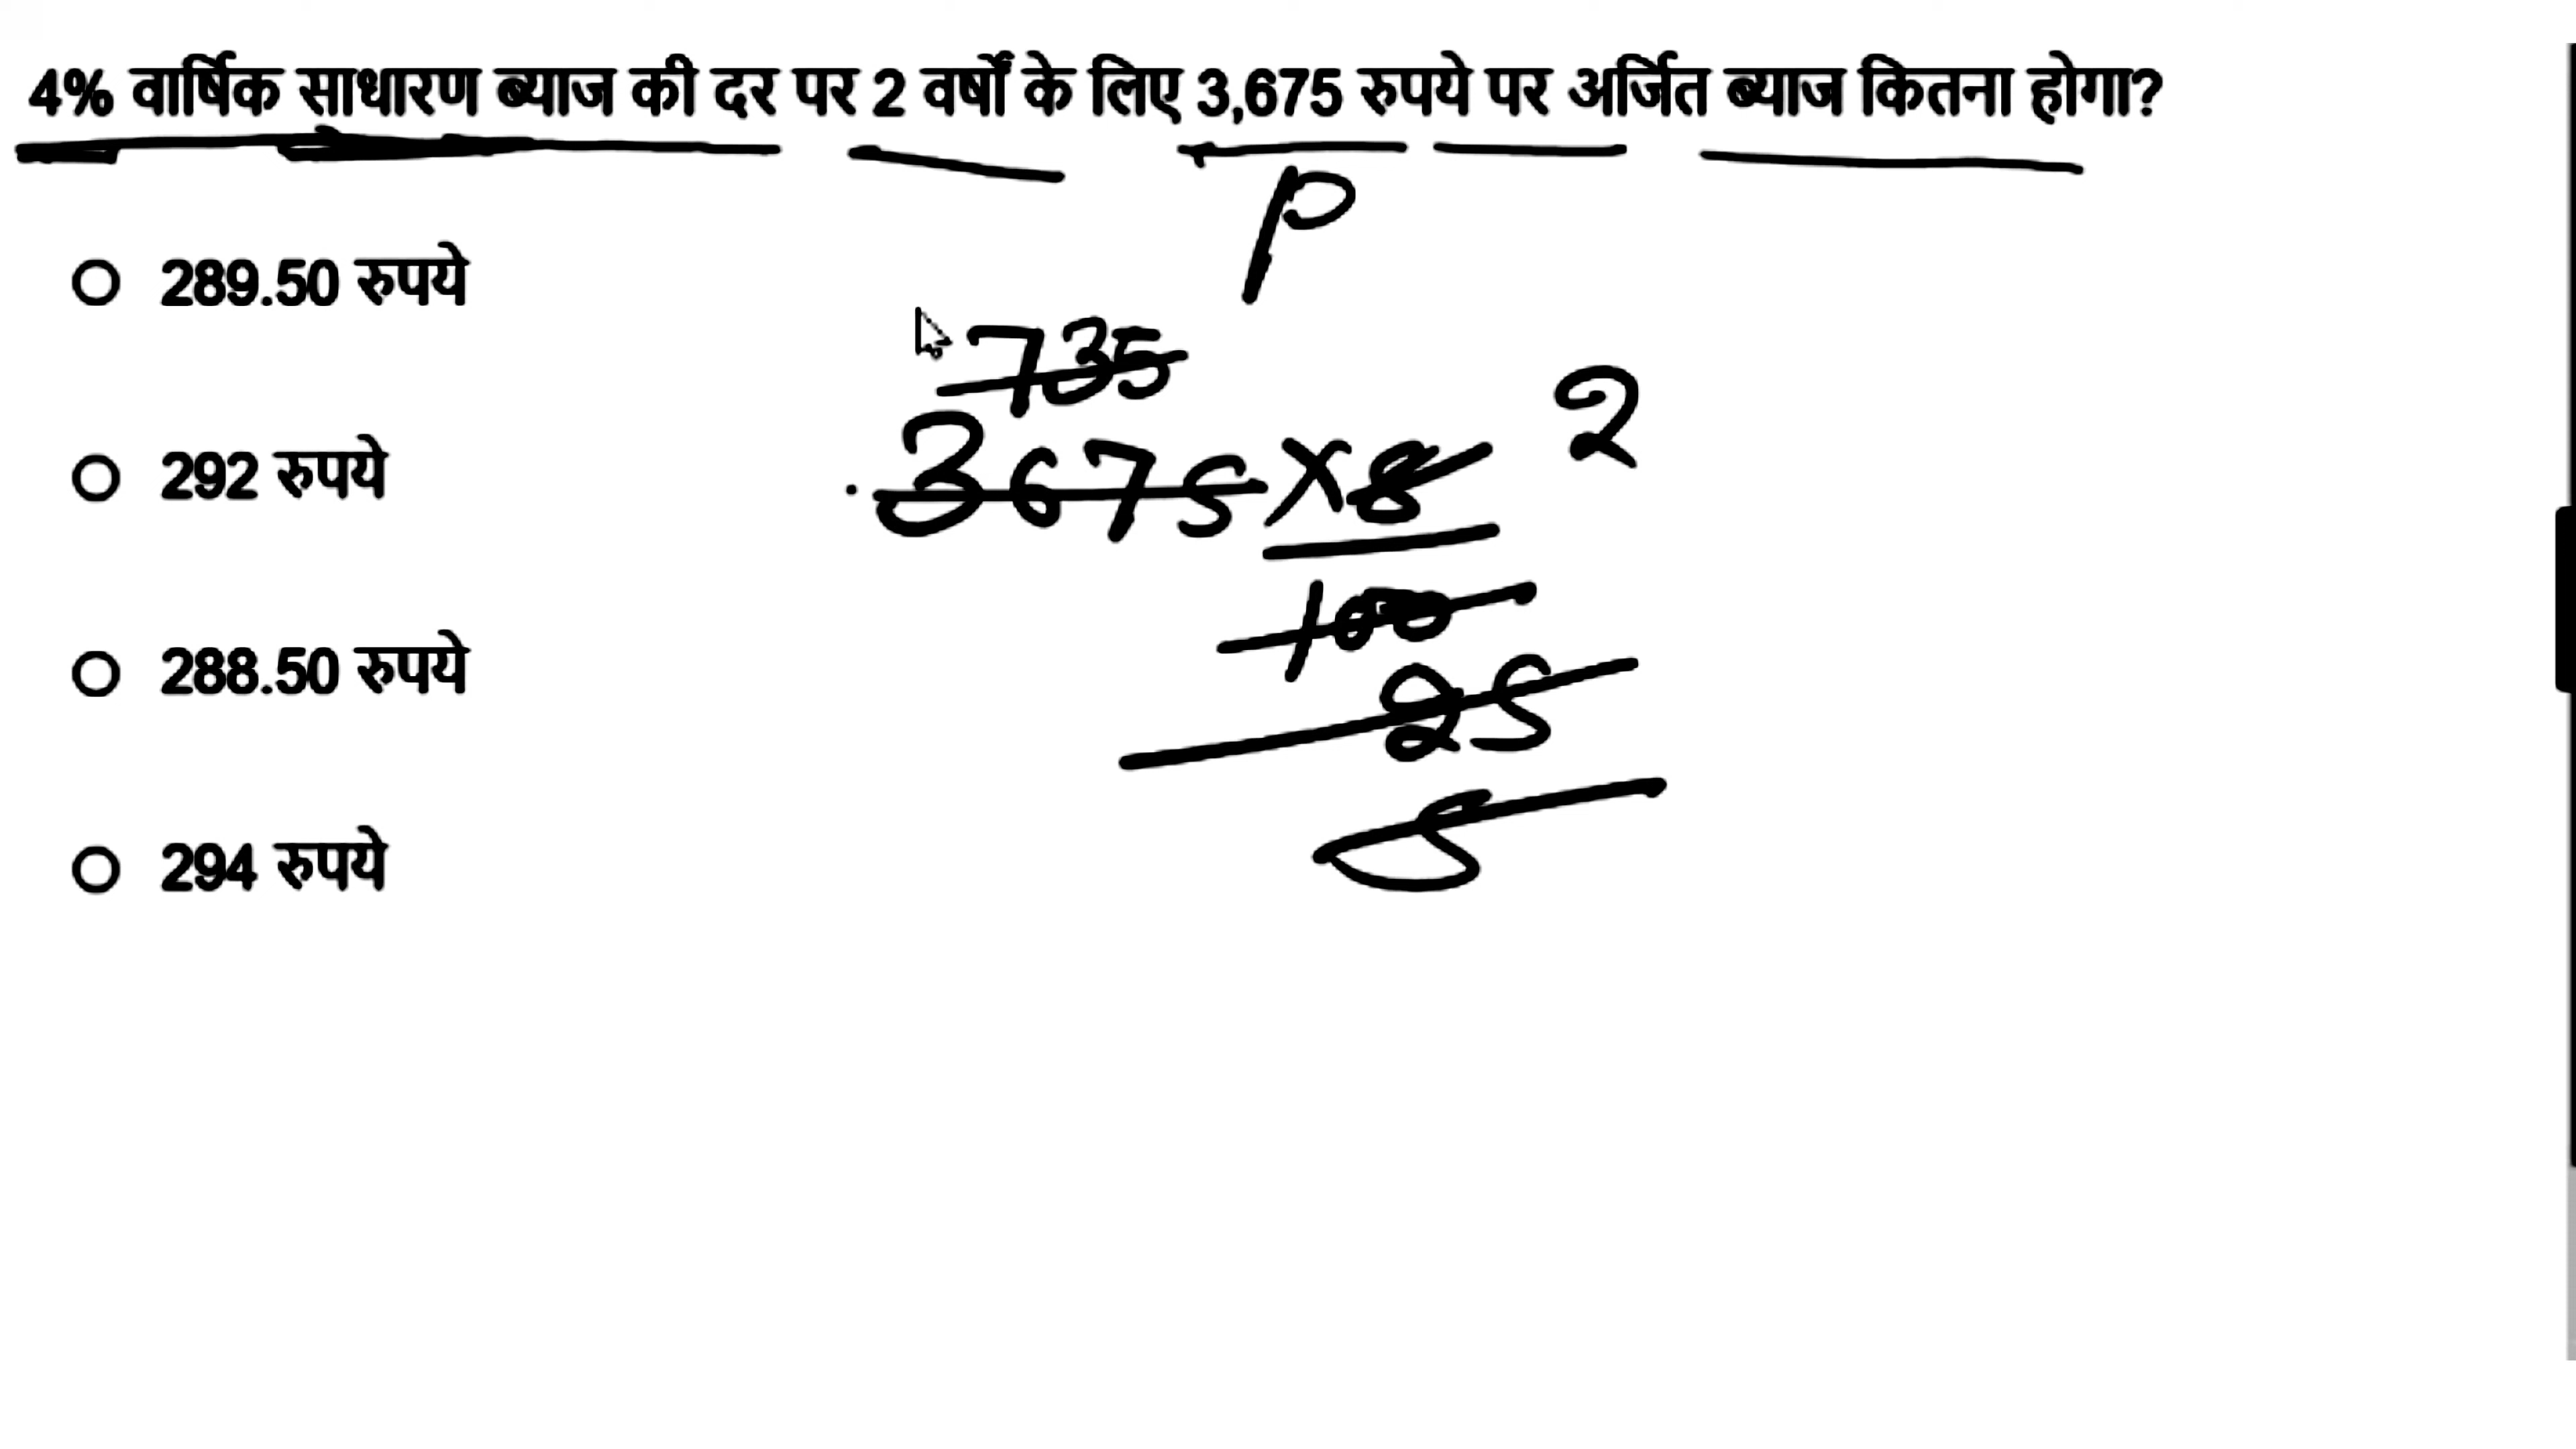 4% वार्षिक साधारण ब्याज की दर पर 2 वर्षों के लिए 3,675 रुपये पर अर्जित ब्याज कितना होगा?
P
289.50 रुपये
735
2
3675 × 8
292 रुपये
100
288.50 रुपये
25
5
294 रुपये